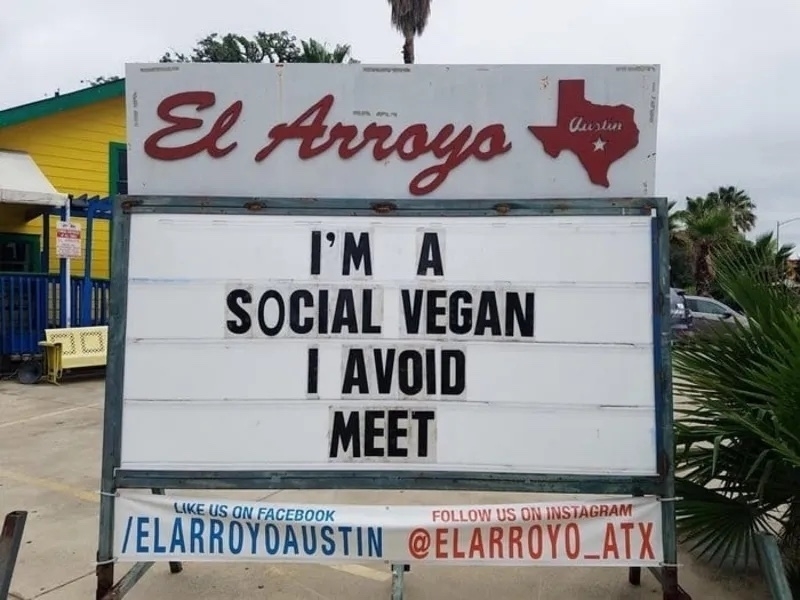 El Arroyo
Austin
I'M A
SOCIAL VEGAN
I AVOID
MEET
LIKE US ON FACEBOOK
/ELARROYOAUSTIN
FOLLOW US ON INSTAGRAM
@ELARROYO_ATX